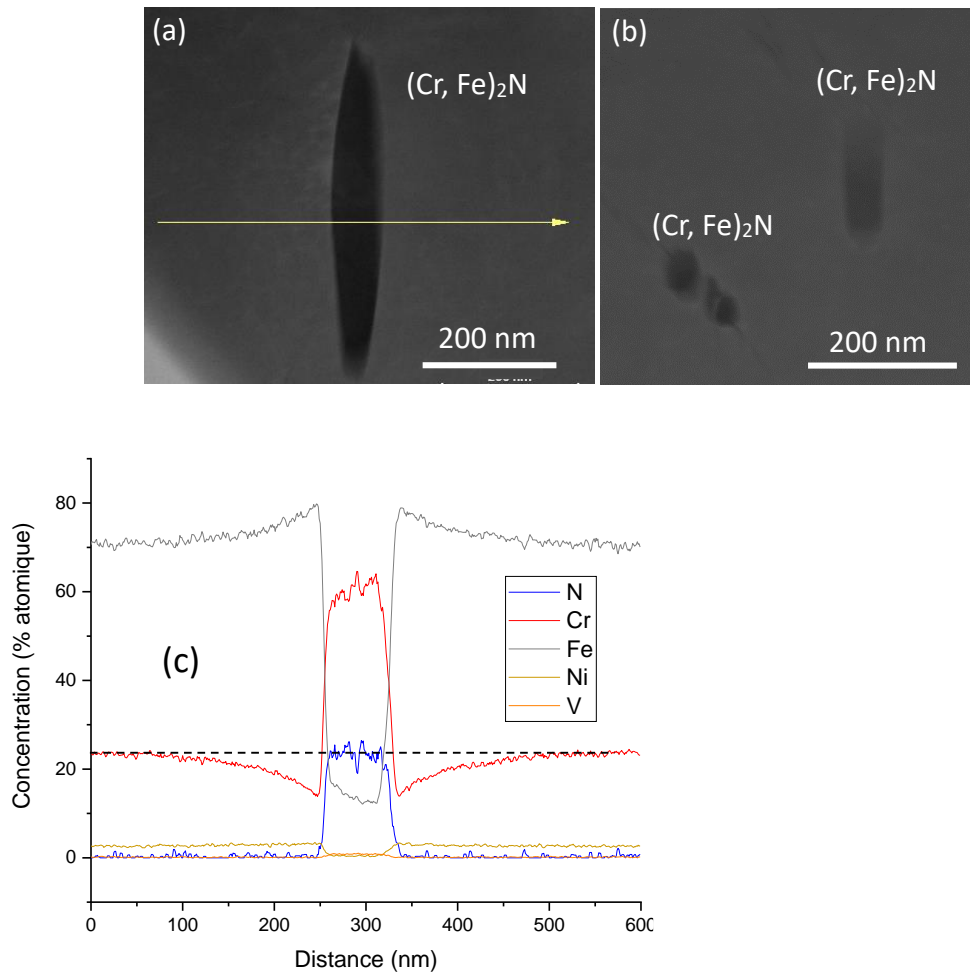 (a)
(Cr, Fe)₂N
200 nm
(b)
(Cr, Fe)₂N
(Cr, Fe)₂N
200 nm
Concentration (% atomique)
80
60
40
20
0
(c)
N
Cr
Fe
Ni
V
0 100 200 300 400 500
Distance (nm)